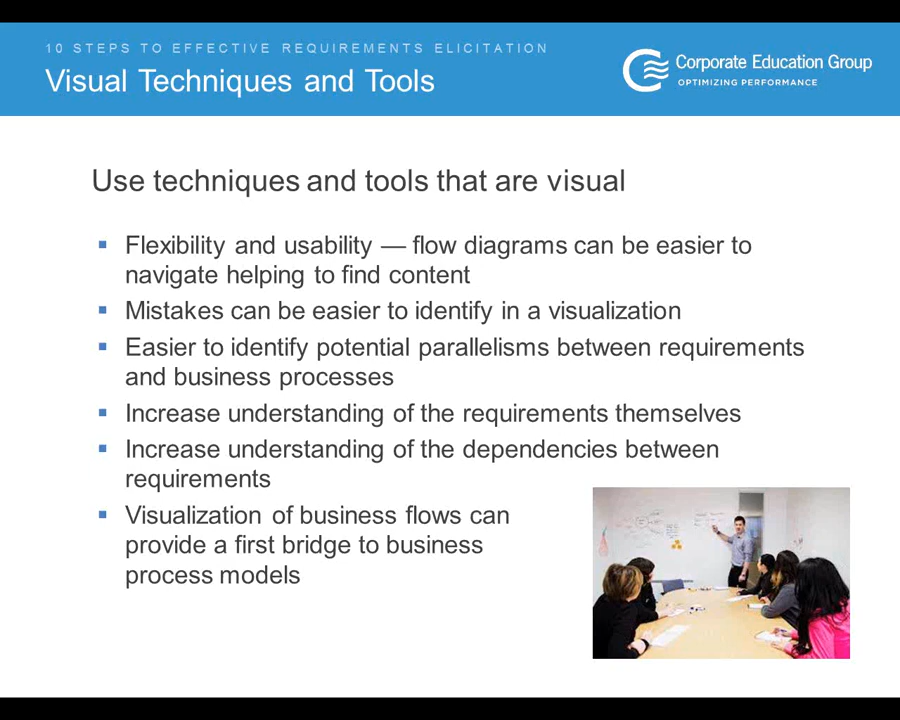 10 STEPS TO EFFECTIVE REQUIREMENTS ELICITATION
Visual Techniques and Tools
Corporate Education Group
OPTIMIZING PERFORMANCE
Use techniques and tools that are visual
Flexibility and usability — flow diagrams can be easier to
navigate helping to find content
Mistakes can be easier to identify in a visualization
Easier to identify potential parallelisms between requirements
and business processes
Increase understanding of the requirements themselves
Increase understanding of the dependencies between
requirements
Visualization of business flows can
provide a first bridge to business
process models